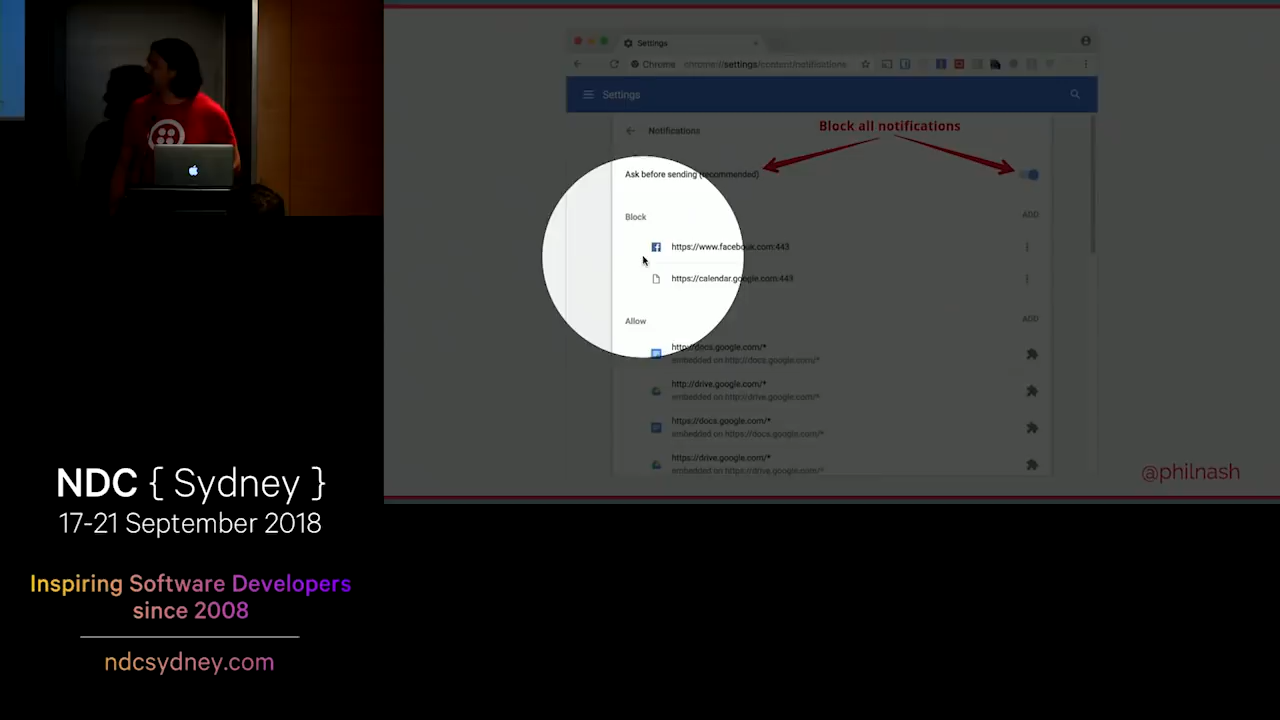 Settings
Chrome chrome://settings/content/notifications
Settings
Notifications
Block all notifications
Ask before sending (recommended)
Block
ADD
https://www.facebook.com:443
https://calendar.google.com:443
Allow
ADD
http://docs.google.com/*
embedded on http://docs.google.com/*
http://drive.google.com/*
embedded on http://drive.google.com/*
https://docs.google.com/*
embedded on https://docs.google.com/*
https://drive.google.com/*
embedded on https://drive.google.com/*
@philnash
NDC { Sydney }
17-21 September 2018
Inspiring Software Developers
since 2008
ndcsydney.com